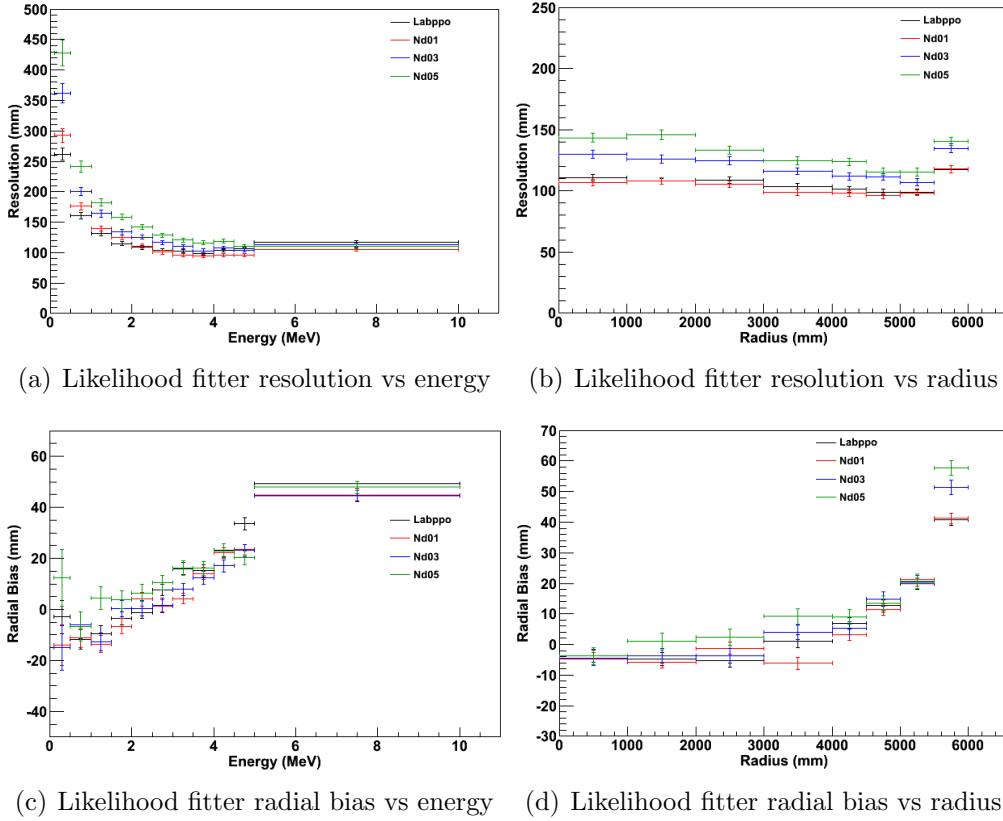 500
450
400
350
300
250
200
150
100
50
0
Resolution (mm)
0 2 4 6 8 10
Energy (MeV)
Labppo
Nd01
Nd03
Nd05
(a) Likelihood fitter resolution vs energy
250
200
150
100
50
0
Resolution (mm)
0 1000 2000 3000 4000 5000 6000
Radius (mm)
Labppo
Nd01
Nd03
Nd05
(b) Likelihood fitter resolution vs radius
60
40
20
0
-20
-40
Radial Bias (mm)
0 2 4 6 8 10
Energy (MeV)
Labppo
Nd01
Nd03
Nd05
(c) Likelihood fitter radial bias vs energy
70
60
50
40
30
20
10
0
-10
-20
-30
Radial Bias (mm)
0 1000 2000 3000 4000 5000 6000
Radius (mm)
Labppo
Nd01
Nd03
Nd05
(d) Likelihood fitter radial bias vs radius